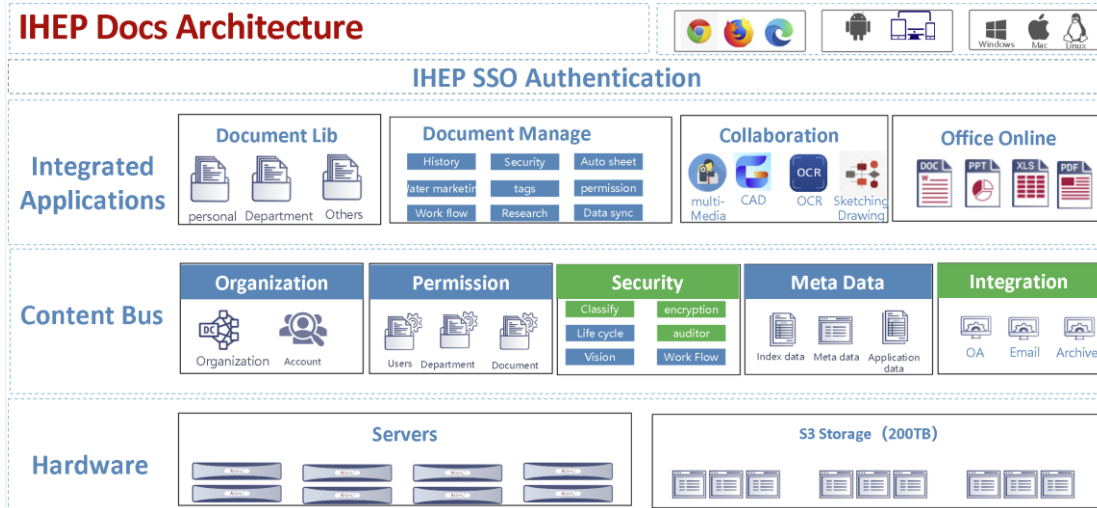 IHEP Docs Architecture
Windows Mac Linux
IHEP SSO Authentication
Integrated
Applications
Document Lib
personal Department Others
Document Manage
History Security Auto sheet
Water marketing tags permission
Work flow Research Data sync
Collaboration
OCR
multi-
Media
CAD OCR Sketching
Drawing
Office Online
DOC PPT XLS PDF
W
Content Bus
Organization
DC
Organization Account
Permission
Users Department Document
Security
Classify encryption
Life cycle auditor
Vision Work Flow
Meta Data
Index data Meta data Application
data
Integration
OA Email Archive
Hardware
Servers
S3 Storage（200TB）